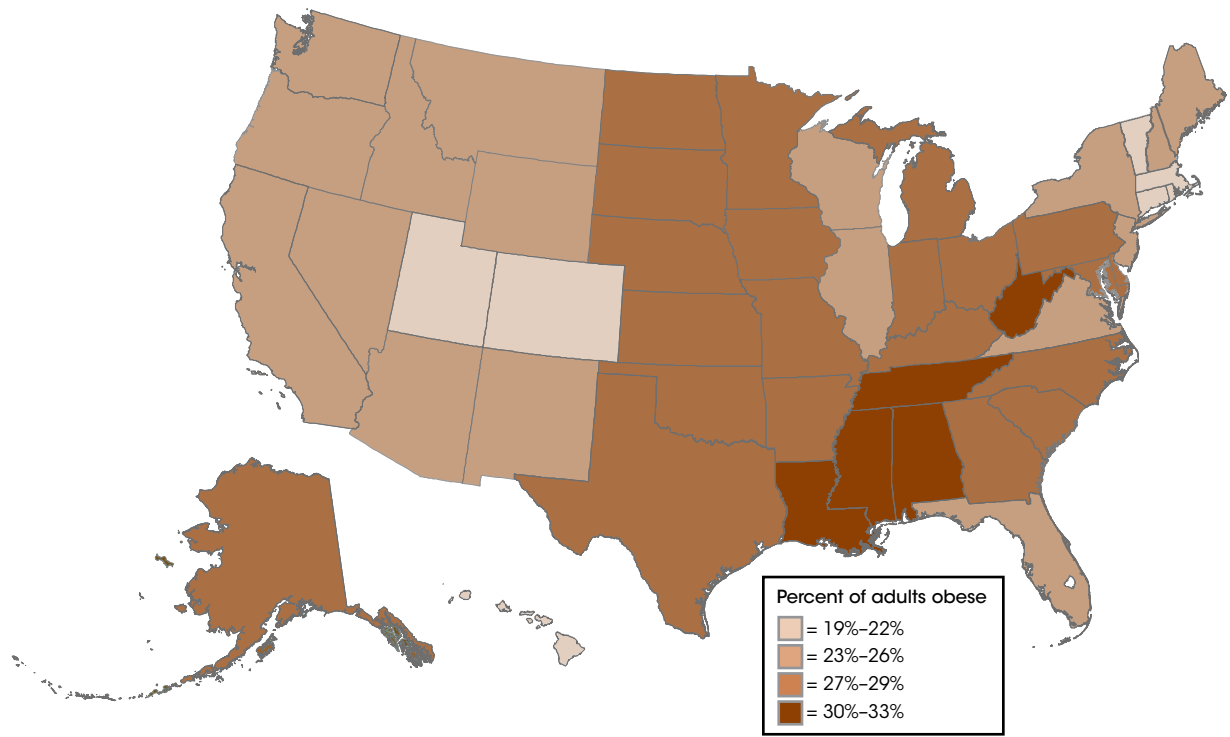 Percent of adults obese
= 19%–22%
= 23%–26%
= 27%–29%
= 30%–33%